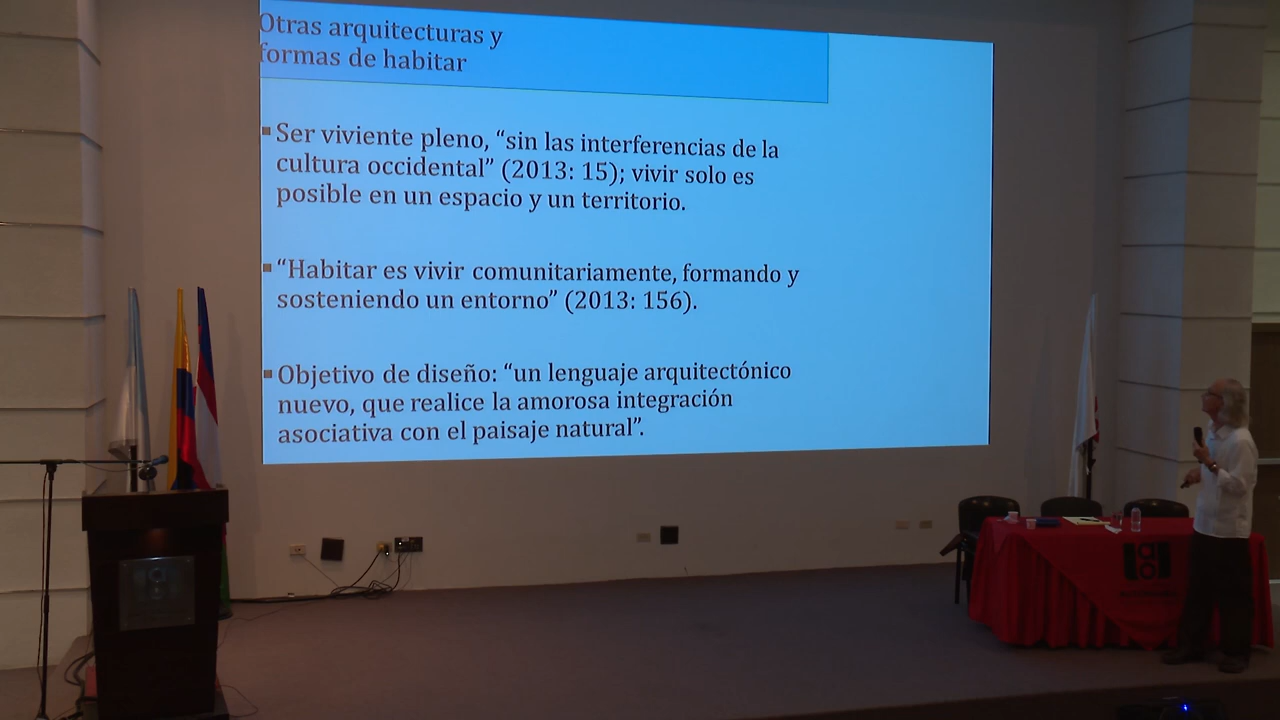 Otras arquitecturas y
formas de habitar
Ser viviente pleno, “sin las interferencias de la
cultura occidental” (2013: 15); vivir solo es
posible en un espacio y un territorio.
“Habitar es vivir comunitariamente, formando y
sosteniendo un entorno” (2013: 156).
Objetivo de diseño: “un lenguaje arquitectónico
nuevo, que realice la amorosa integración
asociativa con el paisaje natural”.